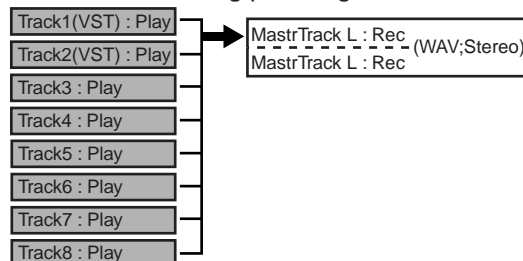 Track1(VST) : Play
Track2(VST) : Play
Track3 : Play
Track4 : Play
Track5 : Play
Track6 : Play
Track7 : Play
Track8 : Play
MastrTrack L : Rec
(WAV;Stereo)
MastrTrack L : Rec